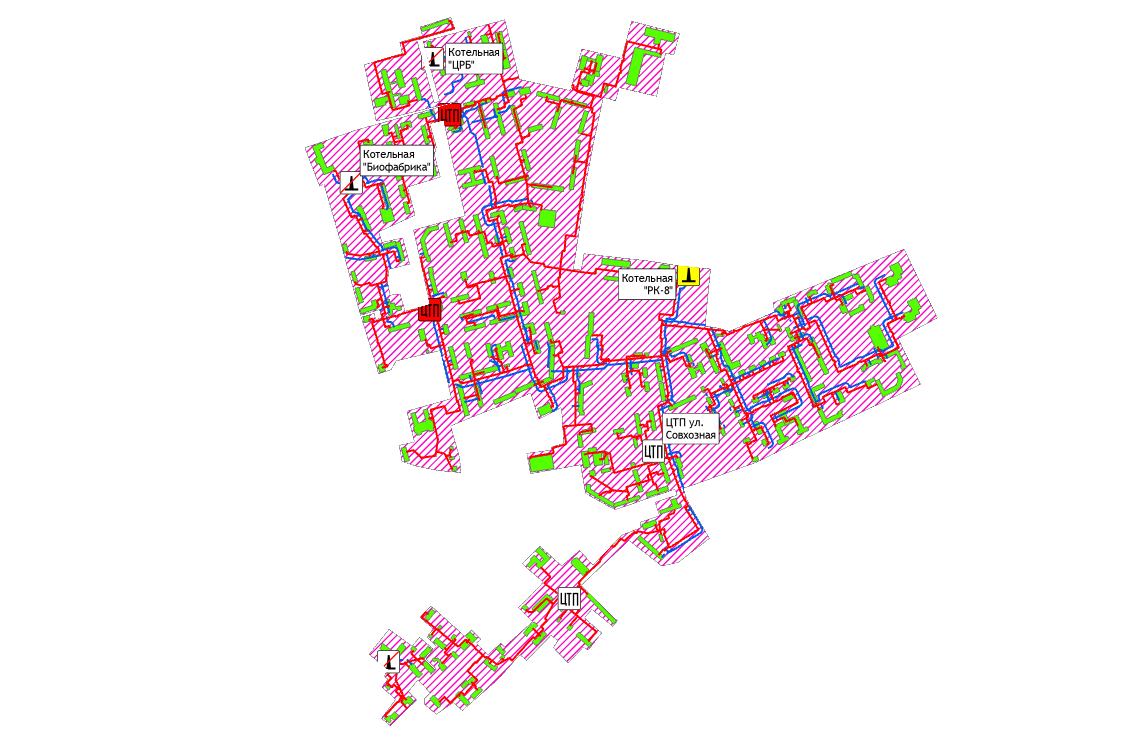 Котельная
"ЦРБ"
ЦТП
Котельная
"Биофабрика"
Котельная
"РК-8"
ЦТП
ЦТП ул.
Совхозная
ЦТП
ЦТП